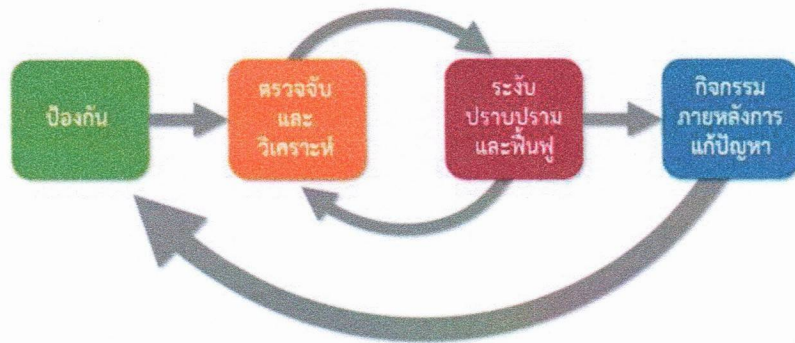 ป้องกัน
ตรวจจับ
และ
วิเคราะห์
ระงับ
ปราบปราม
และฟื้นฟู
กิจกรรม
ภายหลังการ
แก้ปัญหา